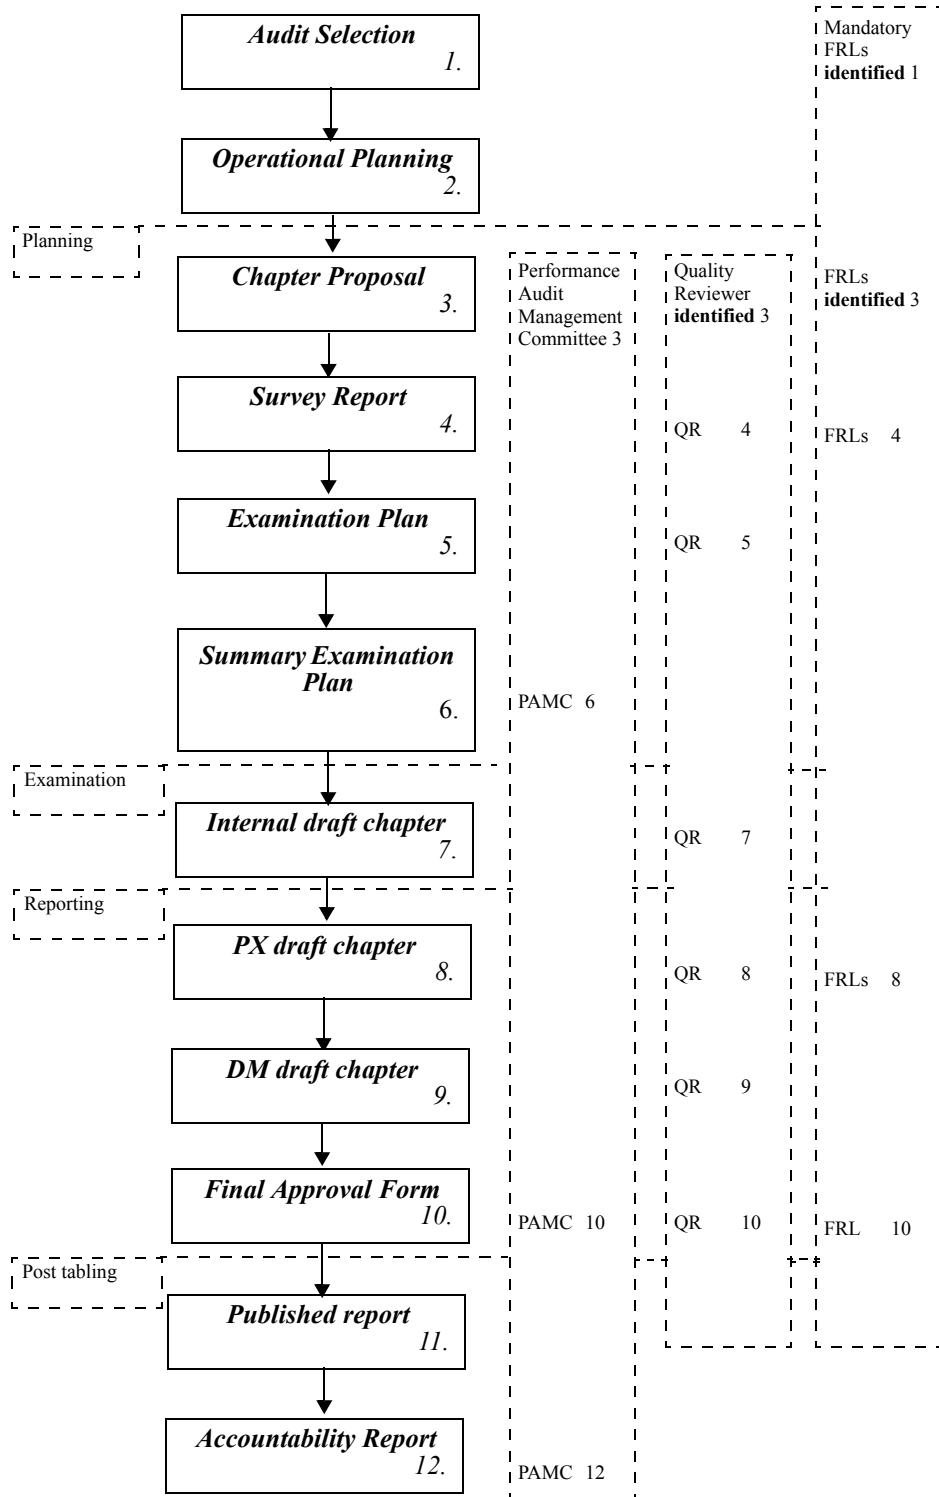 Audit Selection
1.
Mandatory
FRLs
identified 1
Operational Planning
2.
Planning
Chapter Proposal
3.
Performance
Audit
Management
Committee 3
Quality
Reviewer
identified 3
FRLs
identified 3
Survey Report
4.
QR 4
FRLs 4
Examination Plan
5.
QR 5
Summary Examination
Plan
6.
PAMC 6
Examination
Internal draft chapter
7.
QR 7
Reporting
PX draft chapter
8.
QR 8
FRLs 8
DM draft chapter
9.
QR 9
Final Approval Form
10.
PAMC 10
QR 10
FRL 10
Post tabling
Published report
11.
Accountability Report
12.
PAMC 12